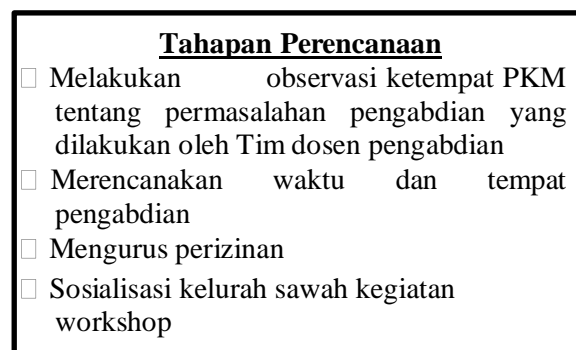 Tahapan Perencanaan
□ Melakukan observasi ketempat PKM
tentang permasalahan pengabdian yang
dilakukan oleh Tim dosen pengabdian
□ Merencanakan waktu dan tempat
pengabdian
□ Mengurus perizinan
□ Sosialisasi kelurah sawah kegiatan
workshop